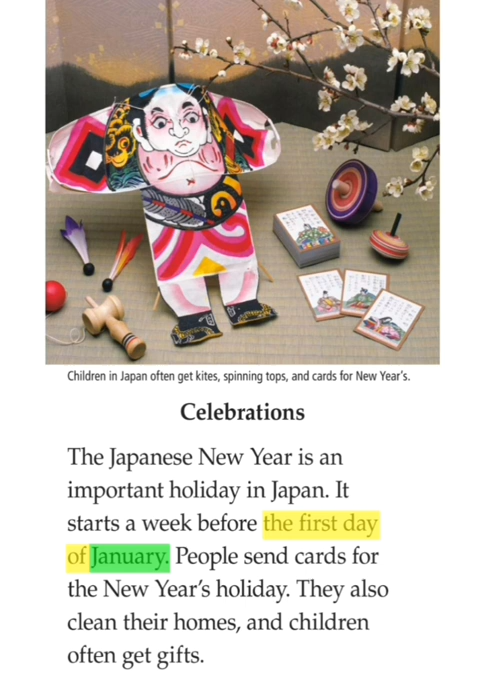 Children in Japan often get kites, spinning tops, and cards for New Year's.
Celebrations
The Japanese New Year is an
important holiday in Japan. It
starts a week before the first day
of January. People send cards for
the New Year's holiday. They also
clean their homes, and children
often get gifts.